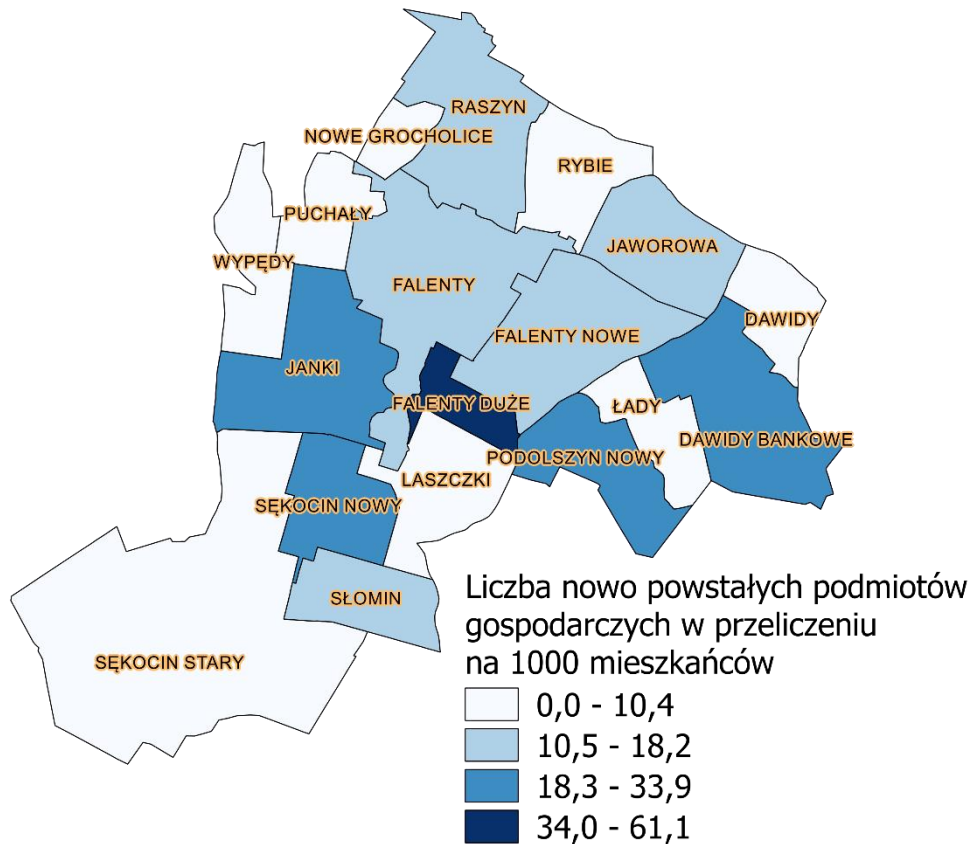 RASZYN
NOWE GROCHOLICE
RYBIE
PUCHAŁY
JAWOROWA
WYPĘDY
FALENTY
DAWIDY
FALENTY NOWE
JANKI
FALENTY DUŻE
ŁADY
DAWIDY BANKOWE
PODOLSZYN NOWY
LASZCZKI
SĘKOCIN NOWY
SŁOMIN
SĘKOCIN STARY
Liczba nowo powstałych podmiotów
gospodarczych w przeliczeniu
na 1000 mieszkańców
0,0 - 10,4
10,5 - 18,2
18,3 - 33,9
34,0 - 61,1